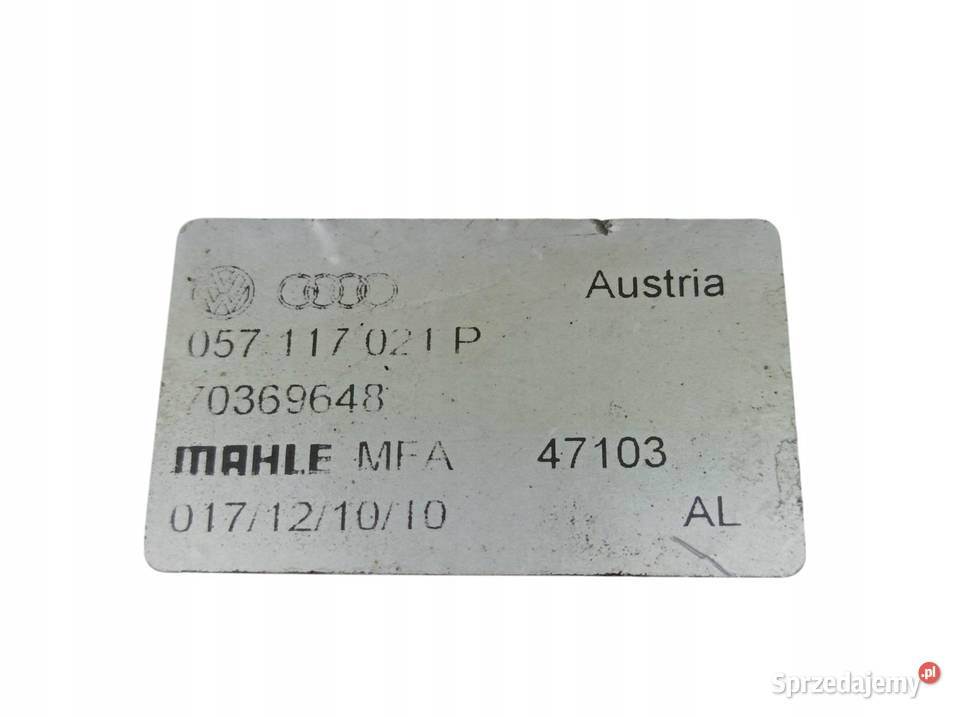 Austria
057 117 021 P
70369648
MAHLE MFA 47103
017/12/10/10 AL
Sprzedajemy.pl